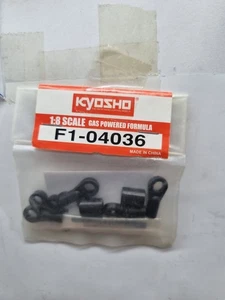 KYOSHO
1:8 SCALE GAS POWERED FORMULA
F1-04036
MADE IN CHINA